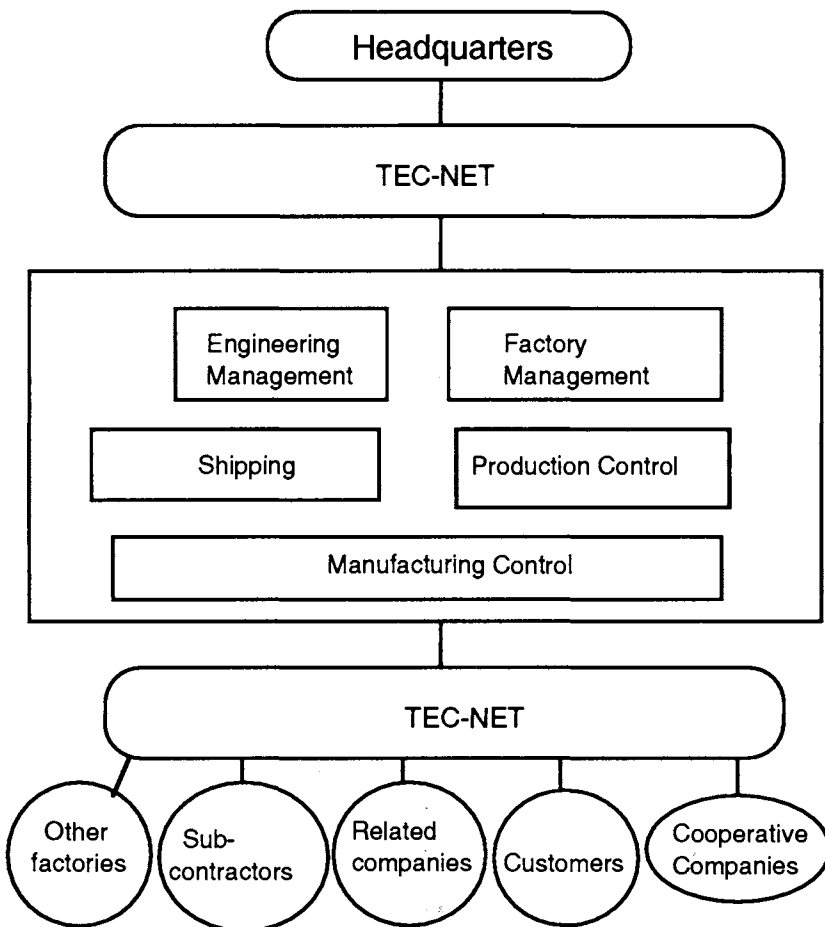 Headquarters
TEC-NET
Engineering
Management
Factory
Management
Shipping
Production Control
Manufacturing Control
TEC-NET
Other
factories
Sub-
contractors
Related
companies
Customers
Cooperative
Companies